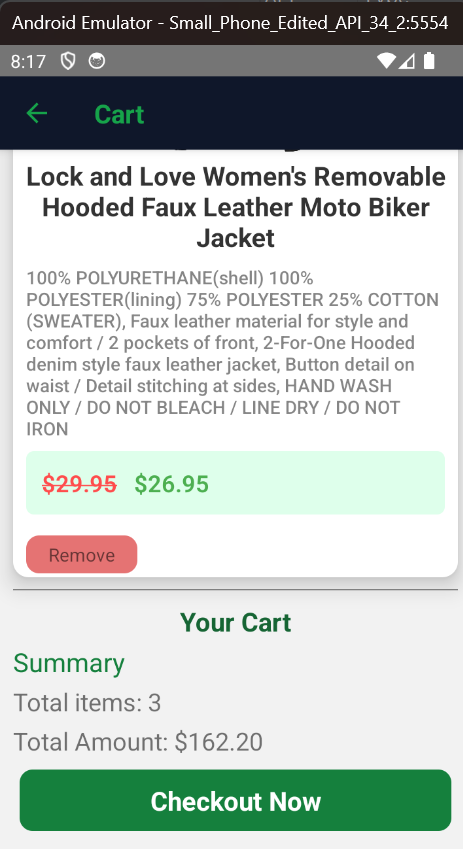 Android Emulator - Small_Phone_Edited_API_34_2:5554
8:17
Cart
Lock and Love Women's Removable
Hooded Faux Leather Moto Biker
Jacket
100% POLYURETHANE(shell) 100%
POLYESTER(lining) 75% POLYESTER 25% COTTON
(SWEATER), Faux leather material for style and
comfort / 2 pockets of front, 2-For-One Hooded
denim style faux leather jacket, Button detail on
waist / Detail stitching at sides, HAND WASH
ONLY / DO NOT BLEACH / LINE DRY / DO NOT
IRON
$29.95 $26.95
Remove
Your Cart
Summary
Total items: 3
Total Amount: $162.20
Checkout Now